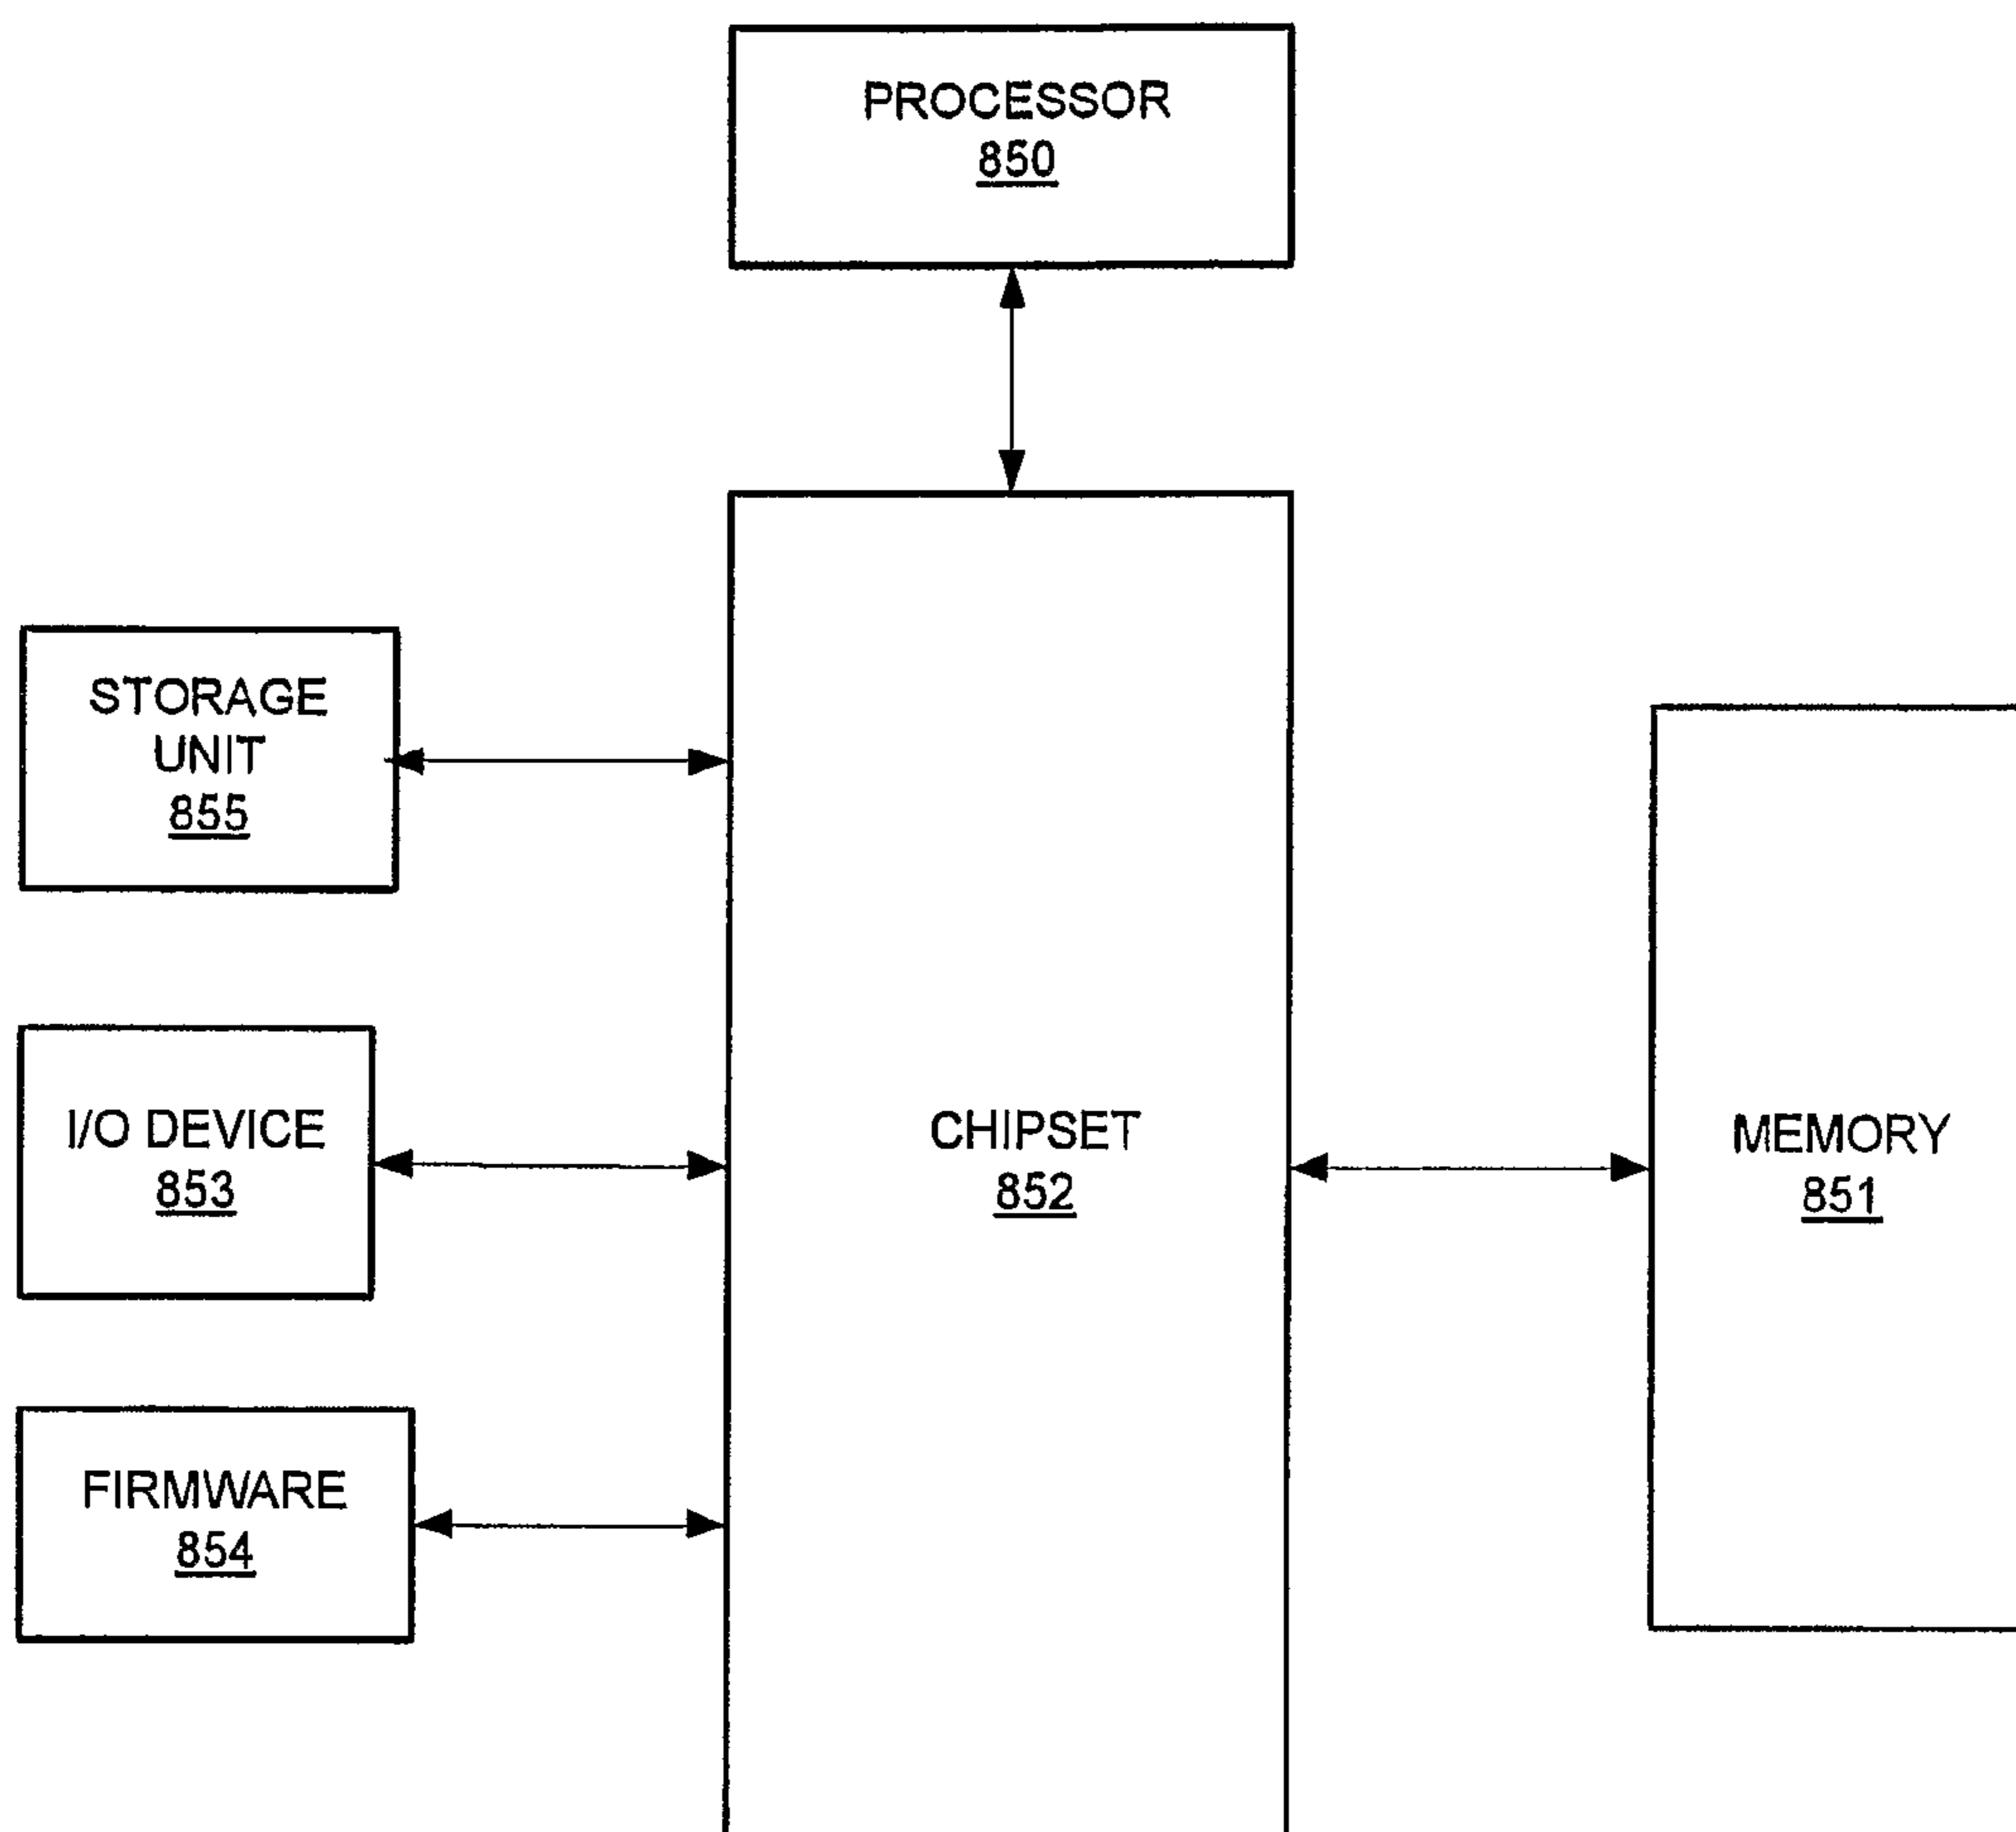 PROCESSOR
850
STORAGE
UNIT
855
I/O DEVICE
853
CHIPSET
852
MEMORY
851
FIRMWARE
854